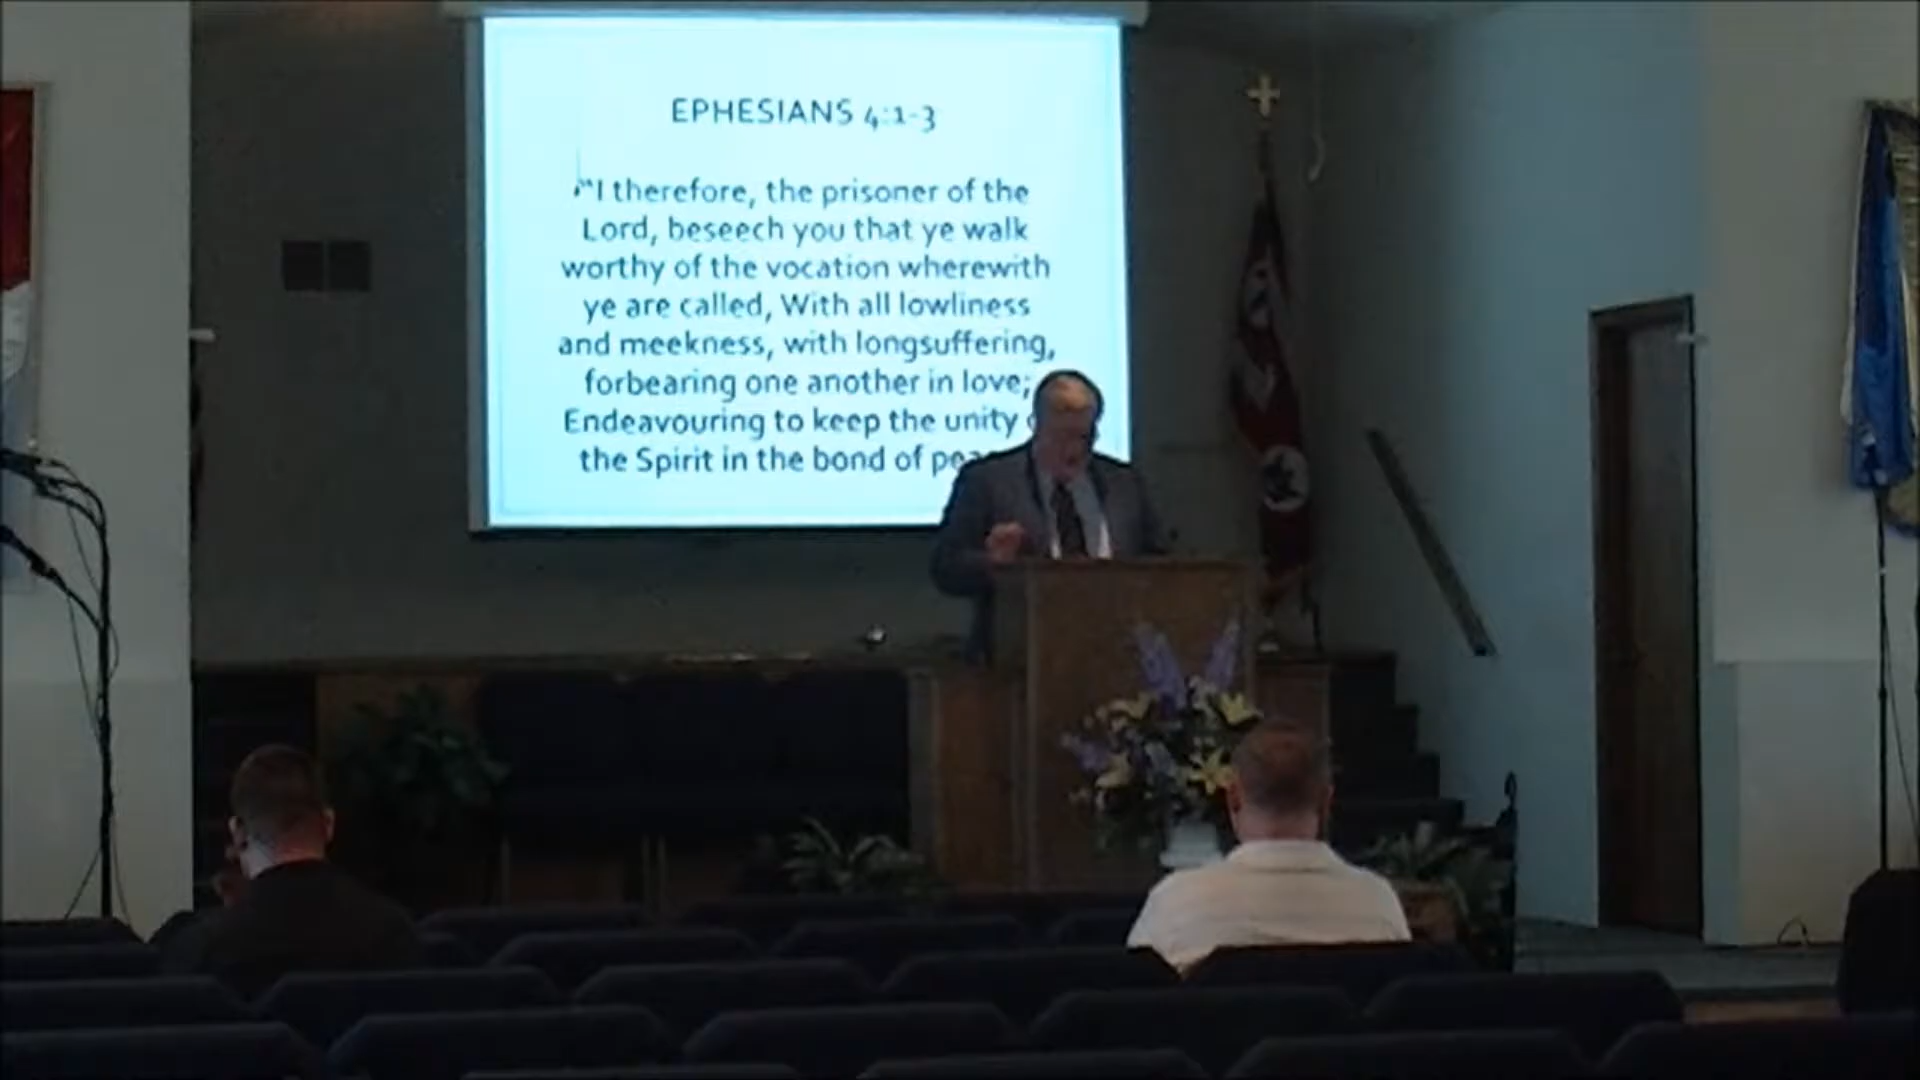 EPHESIANS 4:1-3
"I therefore, the prisoner of the
Lord, beseech you that ye walk
worthy of the vocation wherewith
ye are called, With all lowliness
and meekness, with longsuffering,
forbearing one another in love;
Endeavouring to keep the unity
the Spirit in the bond of